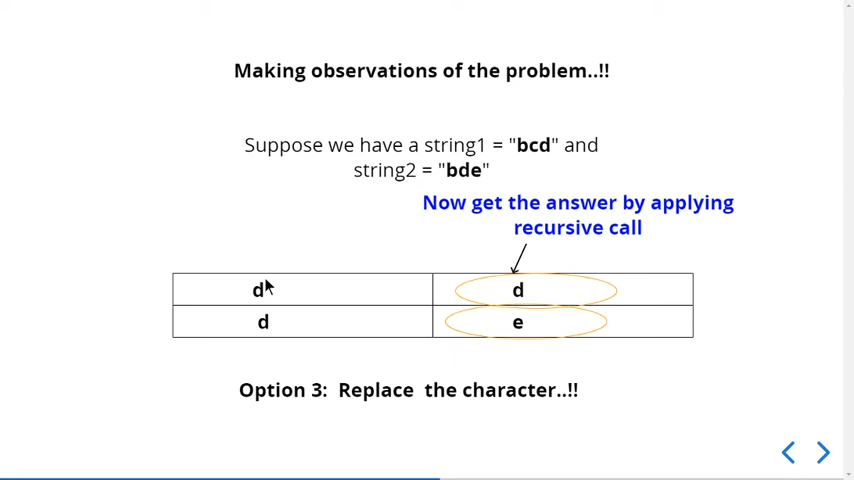 Making observations of the problem..!!
Suppose we have a string1 = "bcd" and
string2 = "bde"
Now get the answer by applying
recursive call
d d
d e
Option 3: Replace the character..!!